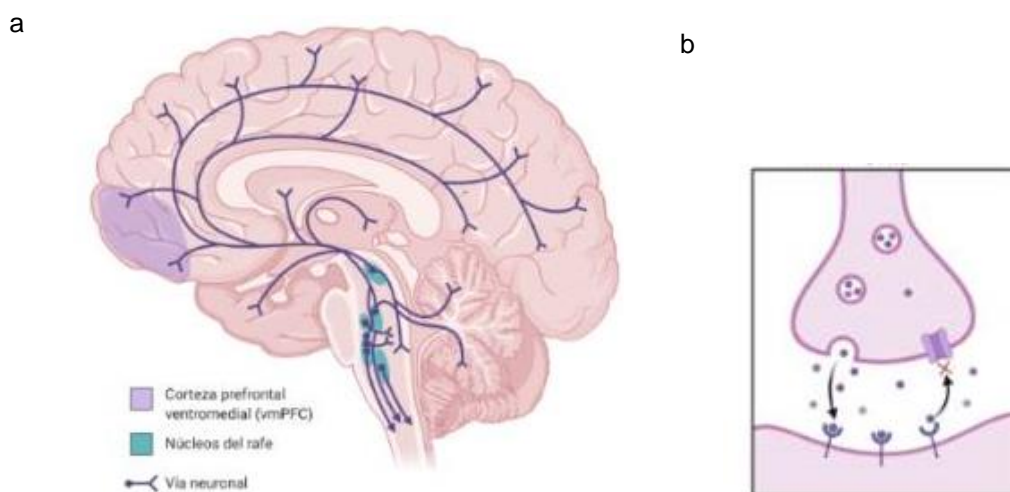 a
b
Corteza prefrontal
ventromedial (vmPFC)
Núcleos del rafe
Vía neuronal